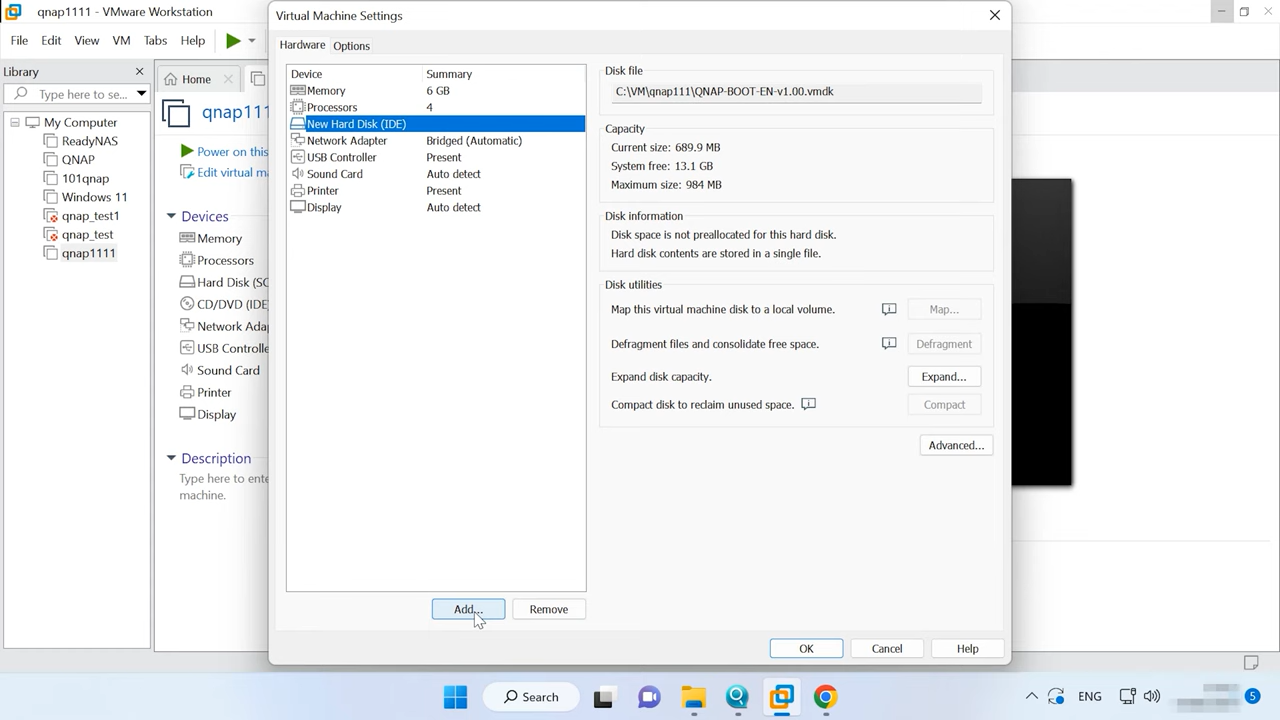 qnap1111 - VMware Workstation
File Edit View VM Tabs Help
Library
Type here to se...
My Computer
ReadyNAS
QNAP
101qnap
Windows 11
qnap_test1
qnap_test
qnap1111
Home
qnap111
Power on this
Edit virtual ma
Devices
Memory
Processors
Hard Disk (SC
CD/DVD (IDE
Network Adap
USB Controlle
Sound Card
Printer
Display
Description
Type here to ente
machine.
Virtual Machine Settings
Hardware Options
Device Summary
Memory 6 GB
Processors 4
New Hard Disk (IDE)
Network Adapter Bridged (Automatic)
USB Controller Present
Sound Card Auto detect
Printer Present
Display Auto detect
Add... Remove
Disk file
C:\VM\qnap111\QNAP-BOOT-EN-v1.00.vmdk
Capacity
Current size: 689.9 MB
System free: 13.1 GB
Maximum size: 984 MB
Disk information
Disk space is not preallocated for this hard disk.
Hard disk contents are stored in a single file.
Disk utilities
Map this virtual machine disk to a local volume. Map...
Defragment files and consolidate free space. Defragment
Expand disk capacity. Expand...
Compact disk to reclaim unused space. Compact
Advanced...
OK Cancel Help
Search
ENG
5